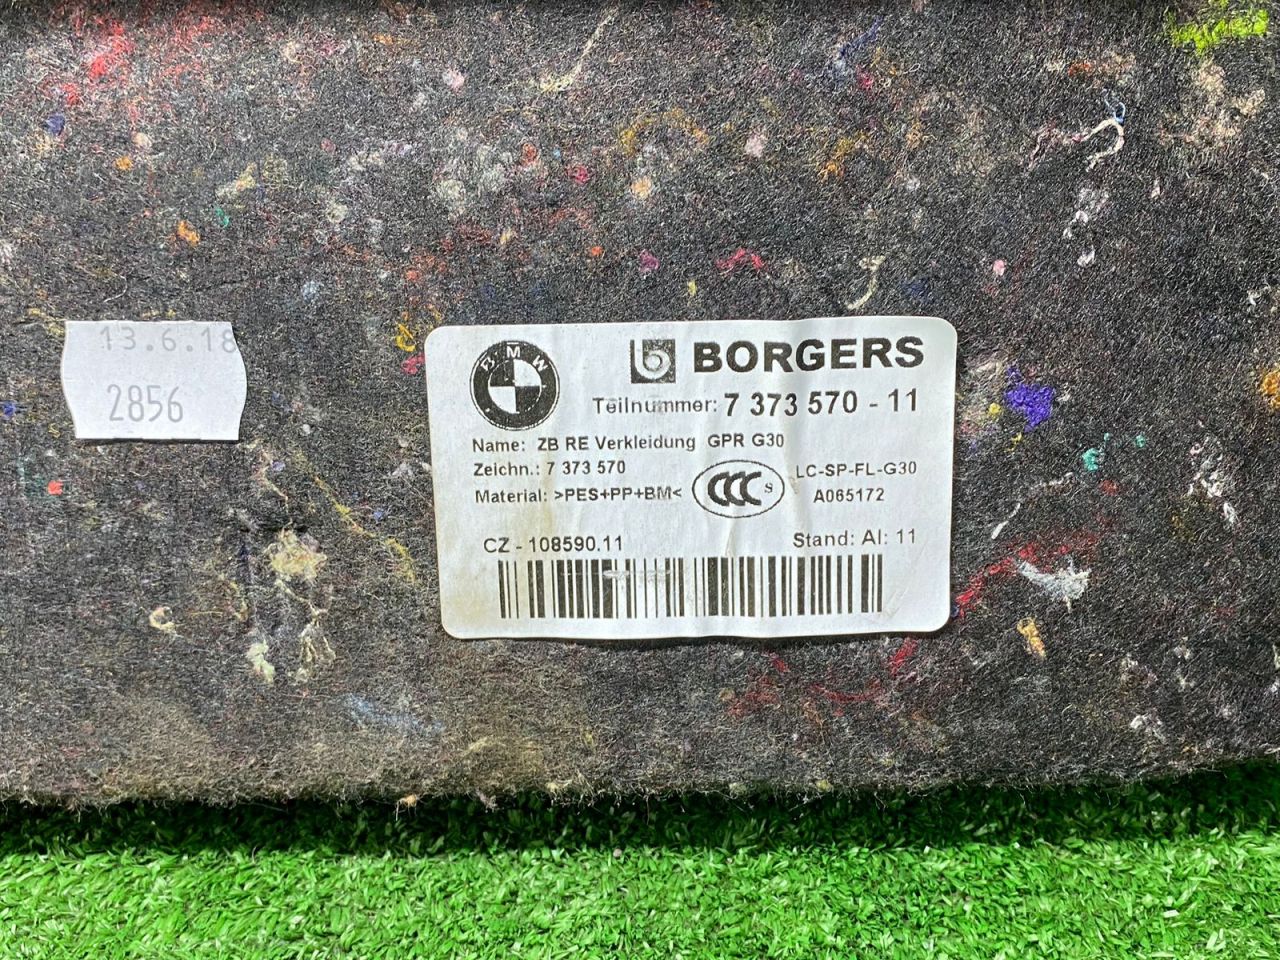 13.6.18
2856
BMW
b BORGERS
Teilnummer: 7 373 570 - 11
Name: ZB RE Verkleidung GPR G30
Zeichn.: 7 373 570
LC-SP-FL-G30
Material: >PES+PP+BM<
CCC S
A065172
CZ - 108590.11
Stand: AI: 11